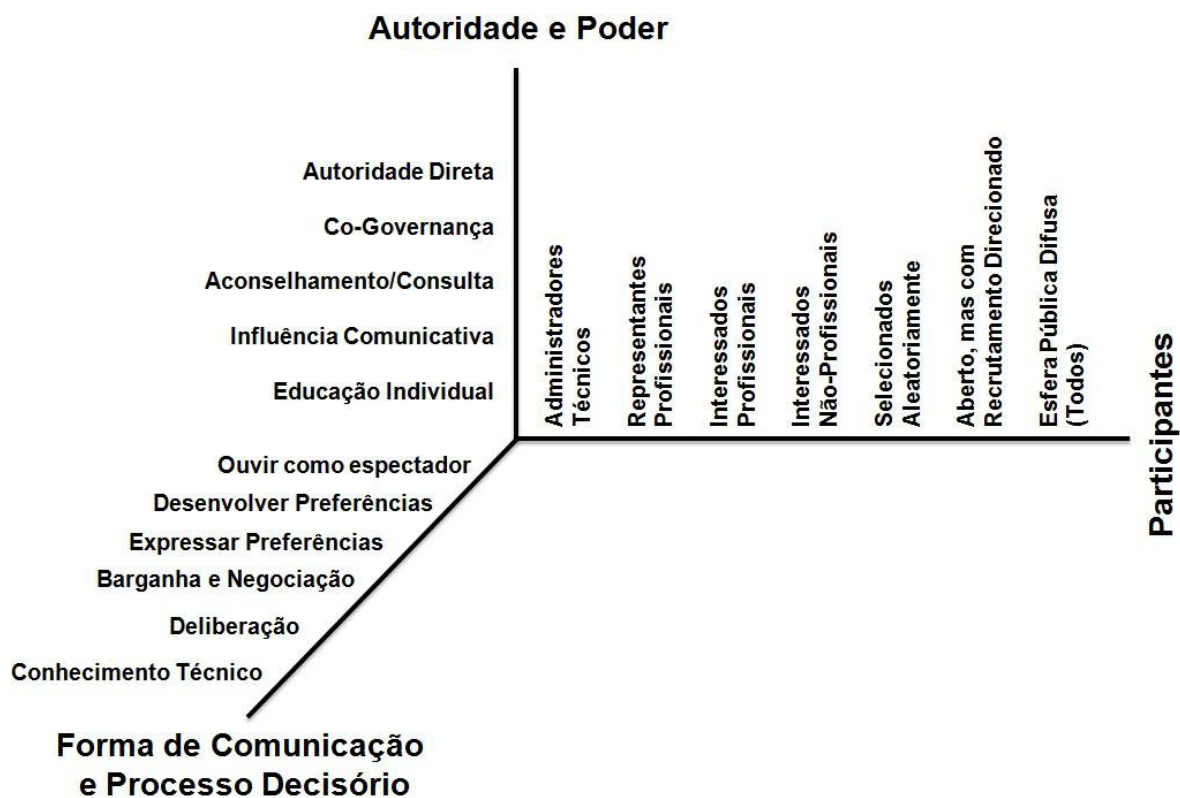 Autoridade e Poder
Autoridade Direta
Co-Governança
Aconselhamento/Consulta
Influência Comunicativa
Educação Individual
Administradores
Técnicos
Representantes
Profissionais
Interessados
Profissionais
Interessados
Não-Profissionais
Selecionados
Aleatoriamente
Aberto, mas com
Recrutamento Direcionado
Esfera Pública Difusa
(Todos)
Participantes
Ouvir como espectador
Desenvolver Preferências
Expressar Preferências
Barganha e Negociação
Deliberação
Conhecimento Técnico
Forma de Comunicação
e Processo Decisório